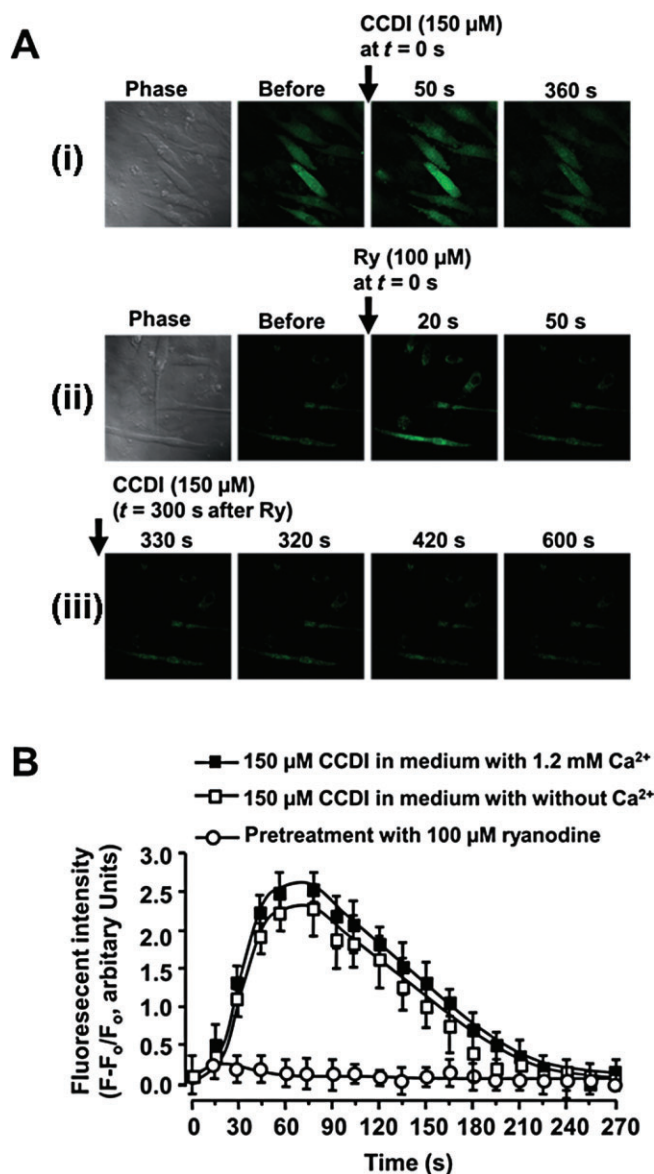 A
CCDI (150 µM)
at t = 0 s
Phase Before 50 s 360 s
(i)
Ry (100 µM)
at t = 0 s
Phase Before 20 s 50 s
(ii)
CCDI (150 µM)
(t = 300 s after Ry)
330 s 320 s 420 s 600 s
(iii)
B
150 µM CCDI in medium with 1.2 mM Ca²⁺
150 µM CCDI in medium with without Ca²⁺
Pretreatment with 100 µM ryanodine
Fluoresecent intensity
(F-Fₒ/Fₒ, arbitary Units)
3.0
2.5
2.0
1.5
1.0
0.5
0.0
0 30 60 90 120 150 180 210 240 270
Time (s)